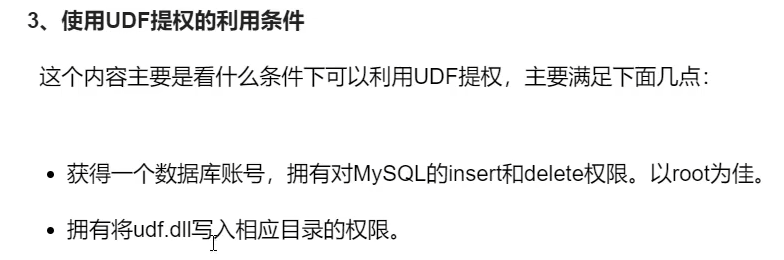 3、使用UDF提权的利用条件
这个内容主要是看什么条件下可以利用UDF提权，主要满足下面几点：
• 获得一个数据库账号，拥有对MySQL的insert和delete权限。以root为佳。
• 拥有将udf.dll写入相应目录的权限。